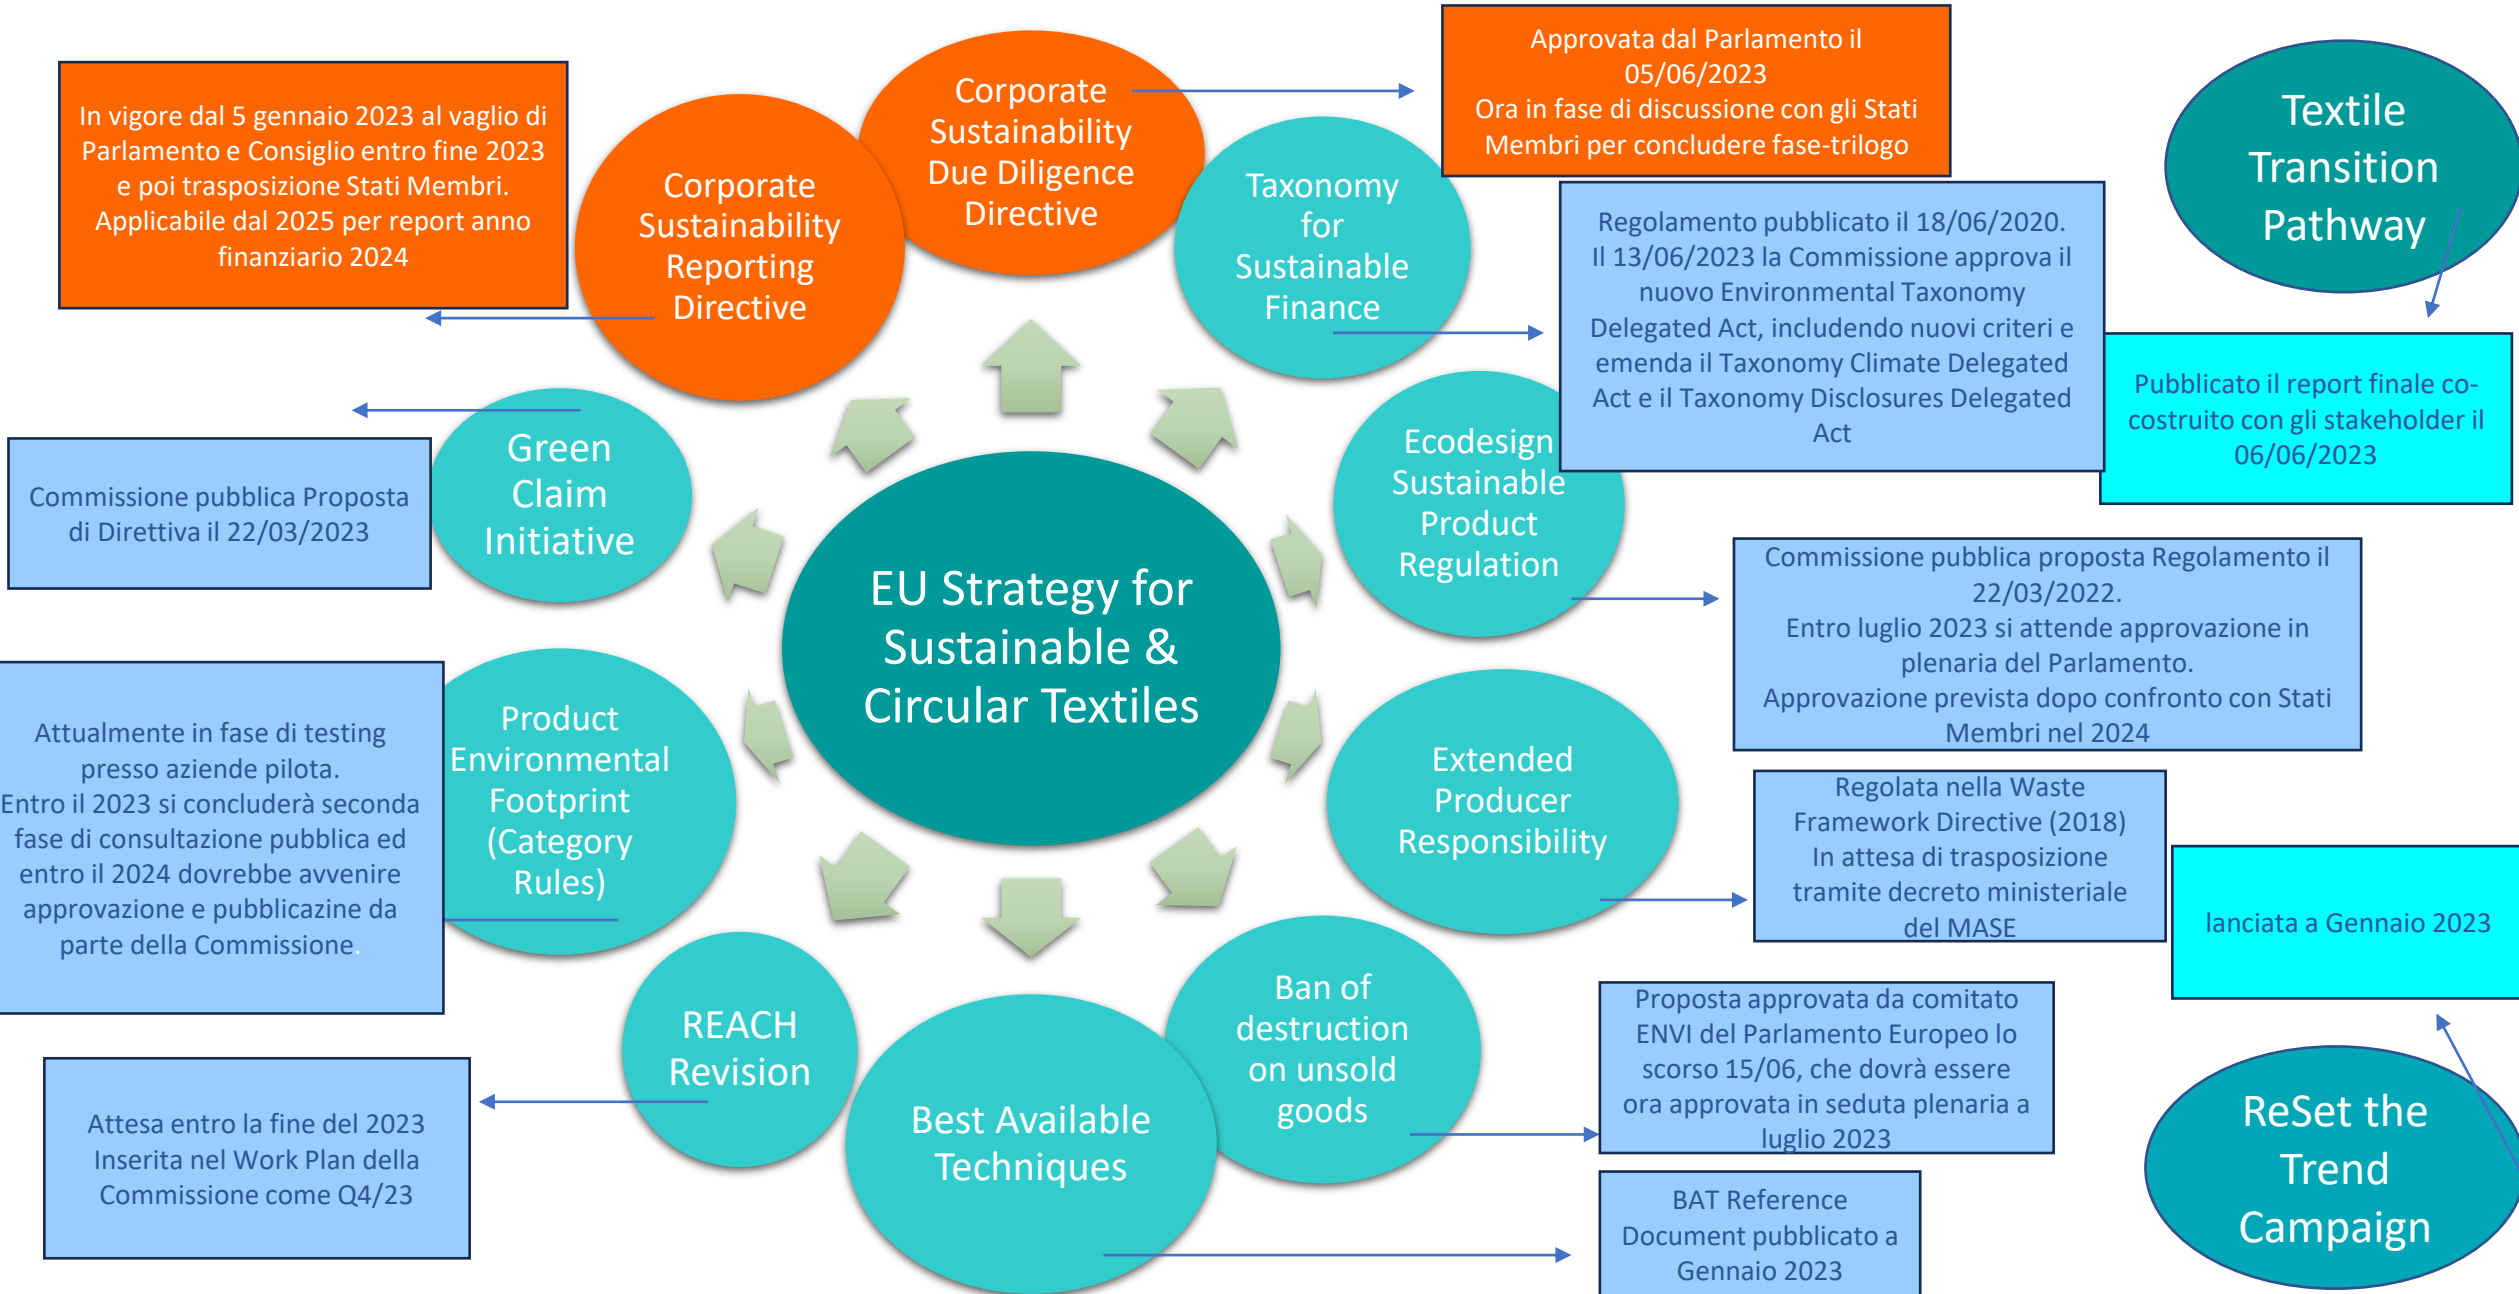 Corporate
Sustainability
Due Diligence
Directive
Approvata dal Parlamento il
05/06/2023
Ora in fase di discussione con gli Stati
Membri per concludere fase-trilogo
Textile
Transition
Pathway
In vigore dal 5 gennaio 2023 al vaglio di
Parlamento e Consiglio entro fine 2023
e poi trasposizione Stati Membri.
Applicabile dal 2025 per report anno
finanziario 2024
Corporate
Sustainability
Reporting
Directive
Taxonomy
for
Sustainable
Finance
Regolamento pubblicato il 18/06/2020.
Il 13/06/2023 la Commissione approva il
nuovo Environmental Taxonomy
Delegated Act, includendo nuovi criteri e
emenda il Taxonomy Climate Delegated
Act e il Taxonomy Disclosures Delegated
Act
Pubblicato il report finale co-
costruito con gli stakeholder il
06/06/2023
Green
Claim
Initiative
Commissione pubblica Proposta
di Direttiva il 22/03/2023
Ecodesign
Sustainable
Product
Regulation
Commissione pubblica proposta Regolamento il
22/03/2022.
Entro luglio 2023 si attende approvazione in
plenaria del Parlamento.
Approvazione prevista dopo confronto con Stati
Membri nel 2024
EU Strategy for
Sustainable &
Circular Textiles
Attualmente in fase di testing
presso aziende pilota.
Entro il 2023 si concluderà seconda
fase di consultazione pubblica ed
entro il 2024 dovrebbe avvenire
approvazione e pubblicazine da
parte della Commissione.
Product
Environmental
Footprint
(Category
Rules)
Extended
Producer
Responsibility
Regolata nella Waste
Framework Directive (2018)
In attesa di trasposizione
tramite decreto ministeriale
del MASE
lanciata a Gennaio 2023
REACH
Revision
Attesa entro la fine del 2023
Inserita nel Work Plan della
Commissione come Q4/23
Best Available
Techniques
Ban of
destruction
on unsold
goods
Proposta approvata da comitato
ENVI del Parlamento Europeo lo
scorso 15/06, che dovrà essere
ora approvata in seduta plenaria a
luglio 2023
BAT Reference
Document pubblicato a
Gennaio 2023
ReSet the
Trend
Campaign